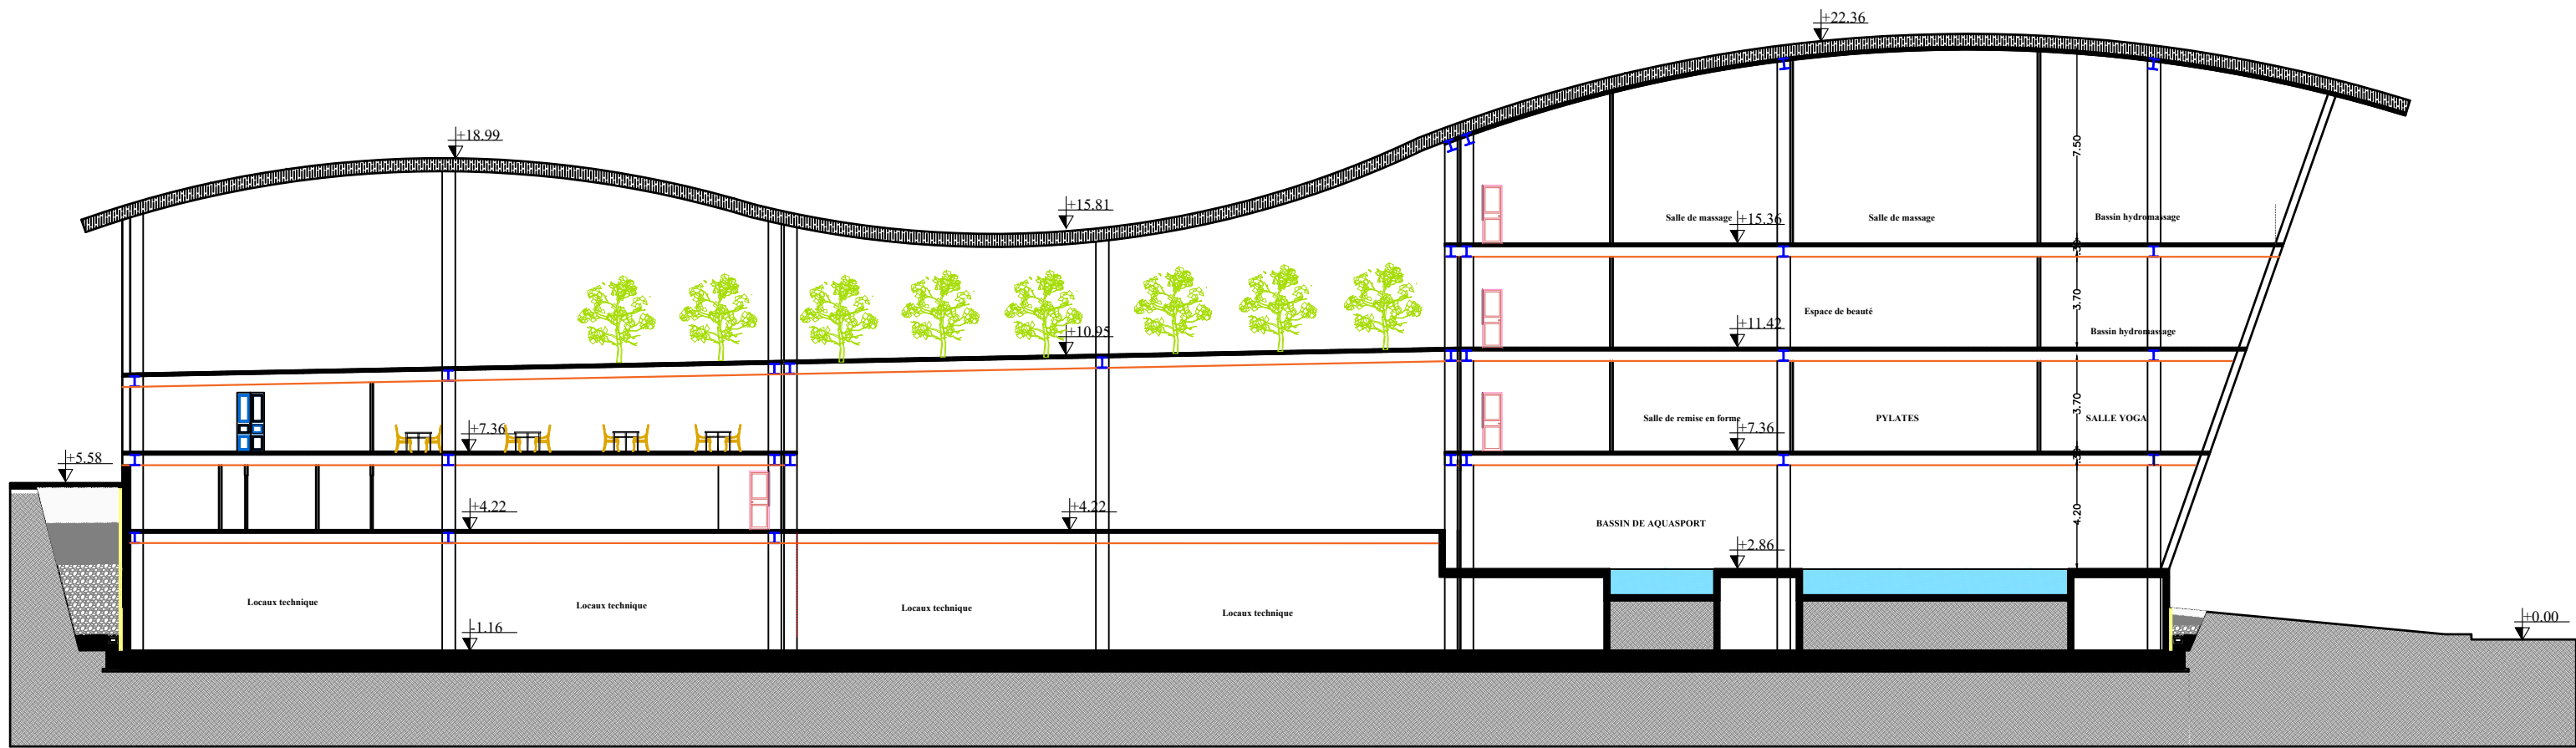 +22.36
+18.99
+15.81
7.50
Salle de massage
+15.36
Salle de massage
Bassin hydromassage
3.70
Espace de beauté
+10.95
+11.42
Bassin hydromassage
3.70
+7.36
Salle de remise en forme
+7.36
PYLATES
SALLE YOGA
+5.58
+4.22
+4.22
4.20
BASSIN DE AQUASPORT
+2.86
Locaux technique
Locaux technique
Locaux technique
Locaux technique
-1.16
+0.00